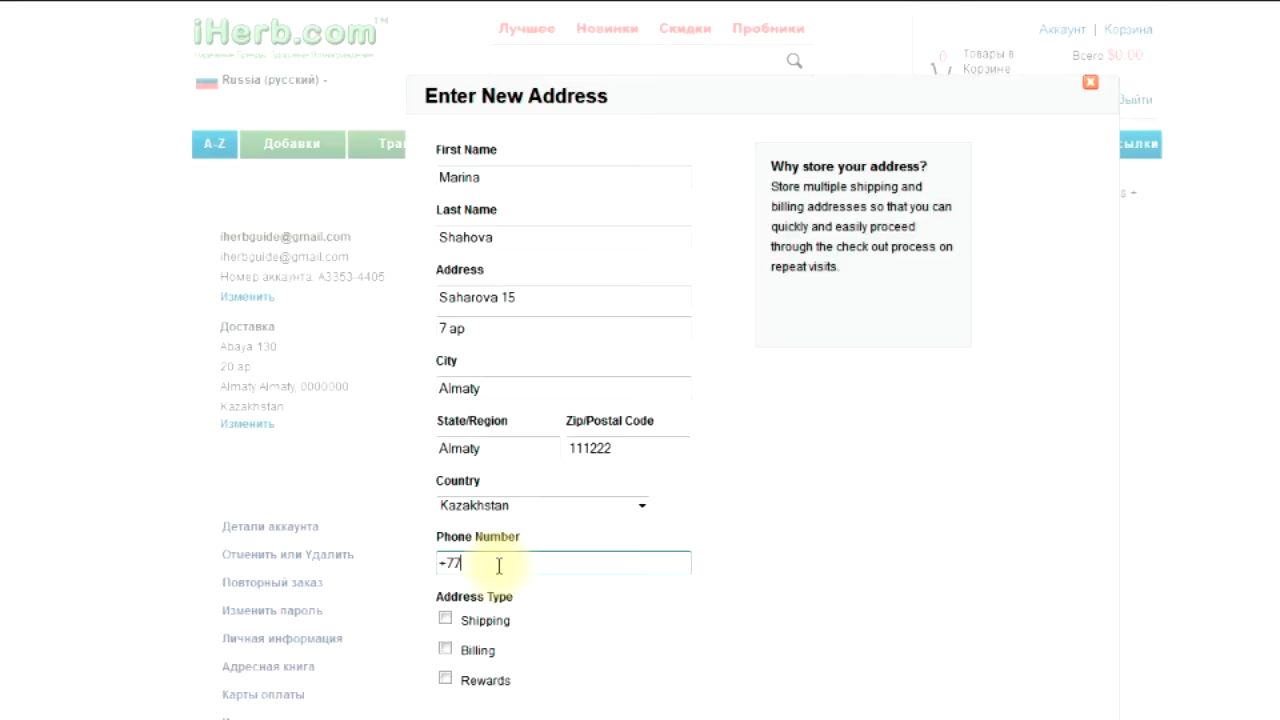 iHerb.com™
Лучшее Новинки Скидки Пробники
Аккаунт | Корзина
Всего $0.00
0 Товары в
Корзине
Russia (русский) -
Выйти
A-Z Добавки Тра
сылки
Enter New Address
First Name
Marina
Last Name
Shahova
Address
Saharova 15
7 ap
City
Almaty
State/Region Zip/Postal Code
Almaty 111222
Country
Kazakhstan
Phone Number
+77
Address Type
Shipping
Billing
Rewards
Why store your address?
Store multiple shipping and
billing addresses so that you can
quickly and easily proceed
through the check out process on
repeat visits.
iherbguide@gmail.com
iherbguide@gmail.com
Номер аккаунта. A3353-4405
Изменить
Доставка
Abaya 130
20 ap
Almaty Almaty, 0000000
Kazakhstan
Изменить
Детали аккаунта
Отменить или Удалить
Повторный заказ
Изменить пароль
Личная информация
Адресная книга
Карты оплаты